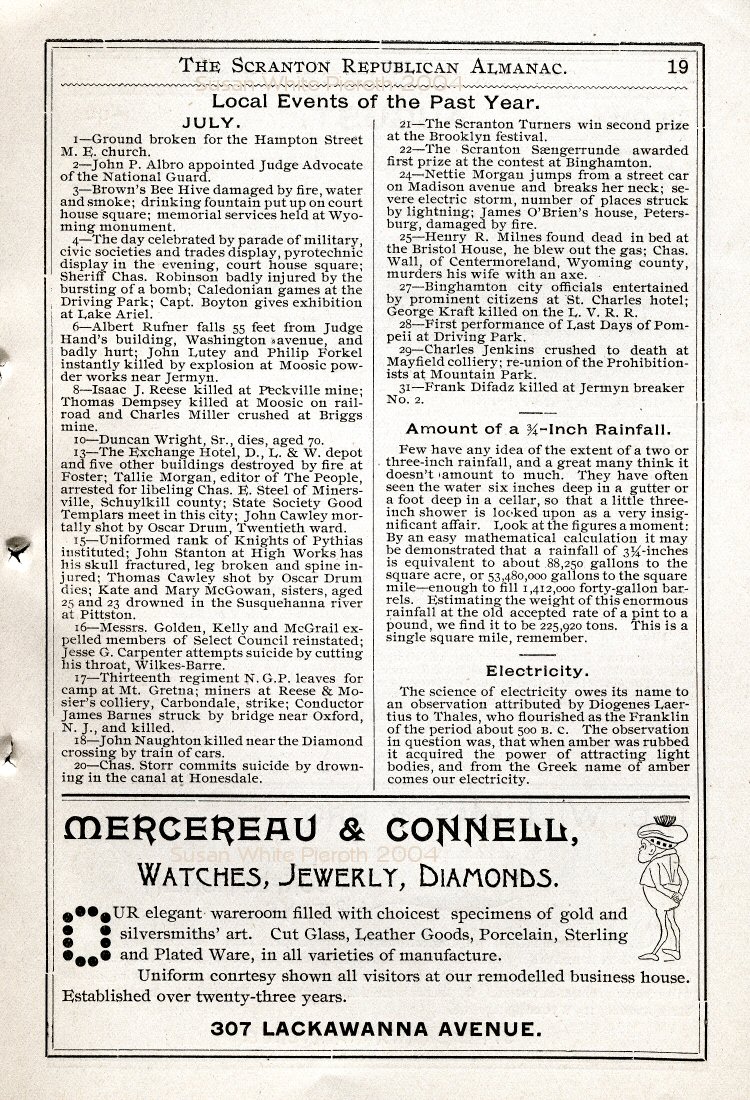 THE SCRANTON REPUBLICAN ALMANAC. 19
Susan White Pieroth 2004
Local Events of the Past Year.
JULY.
1—Ground broken for the Hampton Street
M. E. church.
2—John P. Albro appointed Judge Advocate
of the National Guard.
3—Brown's Bee Hive damaged by fire, water
and smoke; drinking fountain put up on court
house square; memorial services held at Wyo-
ming monument.
4—The day celebrated by parade of military,
civic societies and trades display, pyrotechnic
display in the evening, court house square;
Sheriff Chas. Robinson badly injured by the
bursting of a bomb; Caledonian games at the
Driving Park; Capt. Boyton gives exhibition
at Lake Ariel.
6—Albert Rufner falls 55 feet from Judge
Hand's building, Washington avenue, and
badly hurt; John Lutey and Philip Forkel
instantly killed by explosion at Moosic pow-
der works near Jermyn.
8—Isaac J. Reese killed at Peckville mine;
Thomas Dempsey killed at Moosic on rail-
road and Charles Miller crushed at Briggs
mine.
10—Duncan Wright, Sr., dies, aged 70.
13—The Exchange Hotel, D., L. & W. depot
and five other buildings destroyed by fire at
Foster; Tallie Morgan, editor of The People,
arrested for libeling Chas. E. Steel of Miners-
ville, Schuylkill county; State Society Good
Templars meet in this city; John Cawley mor-
tally shot by Oscar Drum, Twentieth ward.
15—Uniformed rank of Knights of Pythias
instituted; John Stanton at High Works has
his skull fractured, leg broken and spine in-
jured; Thomas Cawley shot by Oscar Drum
dies; Kate and Mary McGowan, sisters, aged
25 and 23 drowned in the Susquehanna river
at Pittston.
16—Messrs. Golden, Kelly and McGrail ex-
pelled members of Select Council reinstated;
Jesse G. Carpenter attempts suicide by cutting
his throat, Wilkes-Barre.
17—Thirteenth regiment N. G. P. leaves for
camp at Mt. Gretna; miners at Reese & Mo-
sier's colliery, Carbondale, strike; Conductor
James Barnes struck by bridge near Oxford,
N. J., and killed.
18—John Naughton killed near the Diamond
crossing by train of cars.
20—Chas. Storr commits suicide by drown-
ing in the canal at Honesdale.
21—The Scranton Turners win second prize
at the Brooklyn festival.
22—The Scranton Sængerrunde awarded
first prize at the contest at Binghamton.
24—Nettie Morgan jumps from a street car
on Madison avenue and breaks her neck; se-
vere electric storm, number of places struck
by lightning; James O'Brien's house, Peters-
burg, damaged by fire.
25—Henry R. Milnes found dead in bed at
the Bristol House, he blew out the gas; Chas.
Wall, of Centermoreland, Wyoming county,
murders his wife with an axe.
27—Binghamton city officials entertained
by prominent citizens at St. Charles hotel;
George Kraft killed on the L. V. R. R.
28—First performance of Last Days of Pom-
peii at Driving Park.
29—Charles Jenkins crushed to death at
Mayfield colliery; re-union of the Prohibition-
ists at Mountain Park.
31—Frank Difadz killed at Jermyn breaker
No. 2.
Amount of a ¾-Inch Rainfall.
Few have any idea of the extent of a two or
three-inch rainfall, and a great many think it
doesn't amount to much. They have often
seen the water six inches deep in a gutter or
a foot deep in a cellar, so that a little three-
inch shower is looked upon as a very insig-
nificant affair. Look at the figures a moment:
By an easy mathematical calculation it may
be demonstrated that a rainfall of 3¼-inches
is equivalent to about 88,250 gallons to the
square acre, or 53,480,000 gallons to the square
mile—enough to fill 1,412,000 forty-gallon bar-
rels. Estimating the weight of this enormous
rainfall at the old accepted rate of a pint to a
pound, we find it to be 225,920 tons. This is a
single square mile, remember.
Electricity.
The science of electricity owes its name to
an observation attributed by Diogenes Laer-
tius to Thales, who flourished as the Franklin
of the period about 500 B. C. The observation
in question was, that when amber was rubbed
it acquired the power of attracting light
bodies, and from the Greek name of amber
comes our electricity.
MERCEREAU & CONNELL,
Susan White Pieroth 2004
WATCHES, JEWERLY, DIAMONDS.
OUR elegant wareroom filled with choicest specimens of gold and
silversmiths' art. Cut Glass, Leather Goods, Porcelain, Sterling
and Plated Ware, in all varieties of manufacture.
Uniform conrtesy shown all visitors at our remodelled business house.
Established over twenty-three years.
307 LACKAWANNA AVENUE.